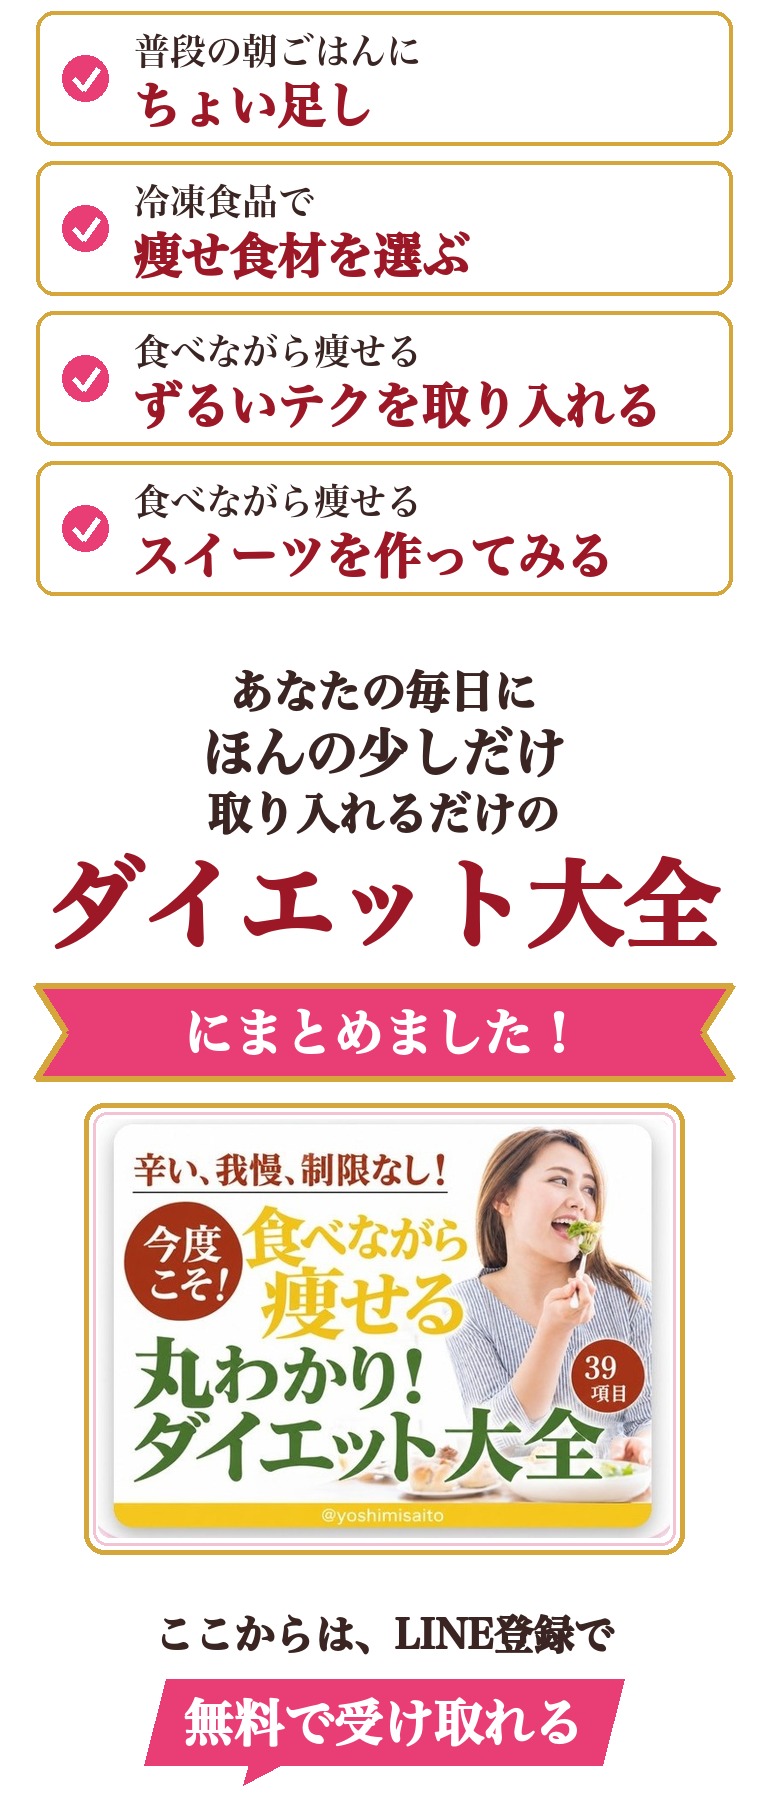 普段の朝ごはんに
ちょい足し
冷凍食品で
痩せ食材を選ぶ
食べながら痩せる
ずるいテクを取り入れる
食べながら痩せる
スイーツを作ってみる
あなたの毎日に
ほんの少しだけ
取り入れるだけの
ダイエット大全
にまとめました！
辛い、我慢、制限なし！
今度
こそ！
食べながら
痩せる
丸わかり！
ダイエット大全
39
項目
@yoshimisaito
ここからは、LINE登録で
無料で受け取れる